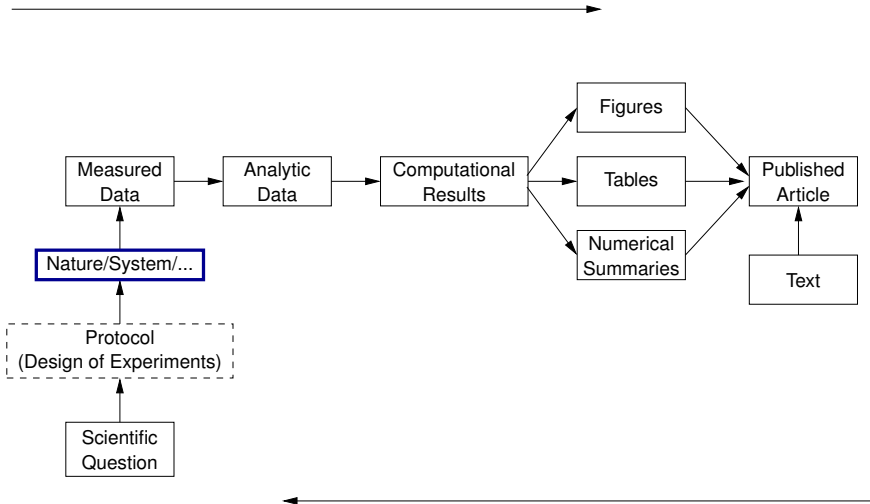 Figures
Measured
Data
Analytic
Data
Computational
Results
Tables
Published
Article
Numerical
Summaries
Nature/System/...
Text
Protocol
(Design of Experiments)
Scientific
Question